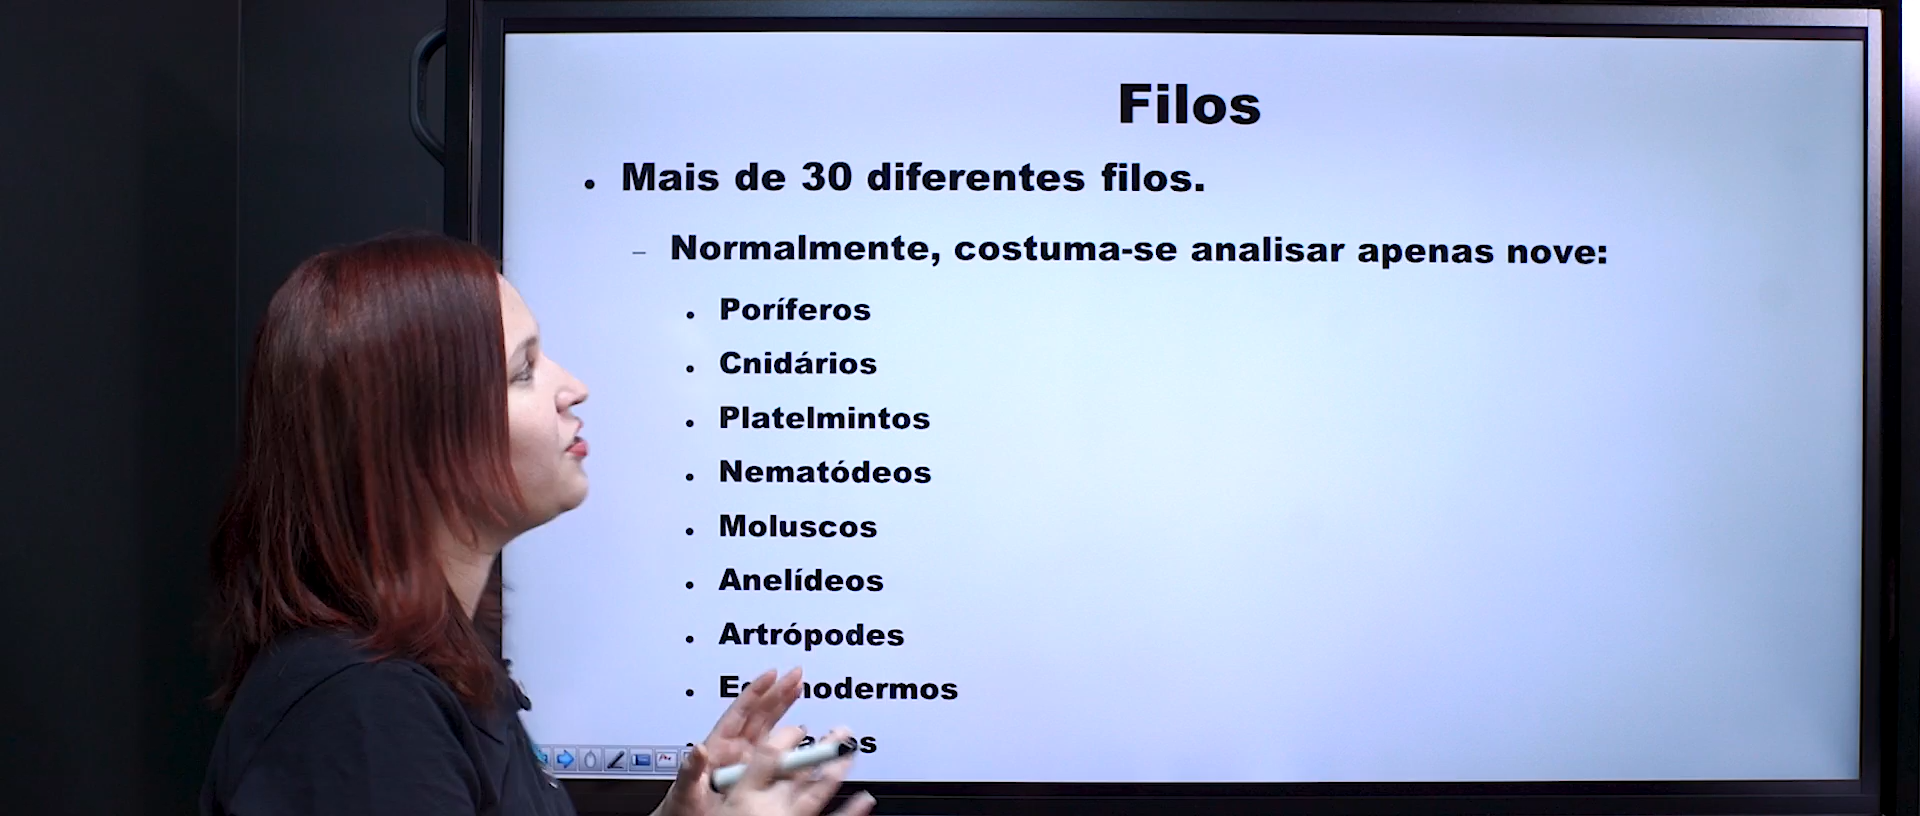 Filos
Mais de 30 diferentes filos.
Normalmente, costuma-se analisar apenas nove:
Poríferos
Cnidários
Platelmintos
Nematódeos
Moluscos
Anelídeos
Artrópodes